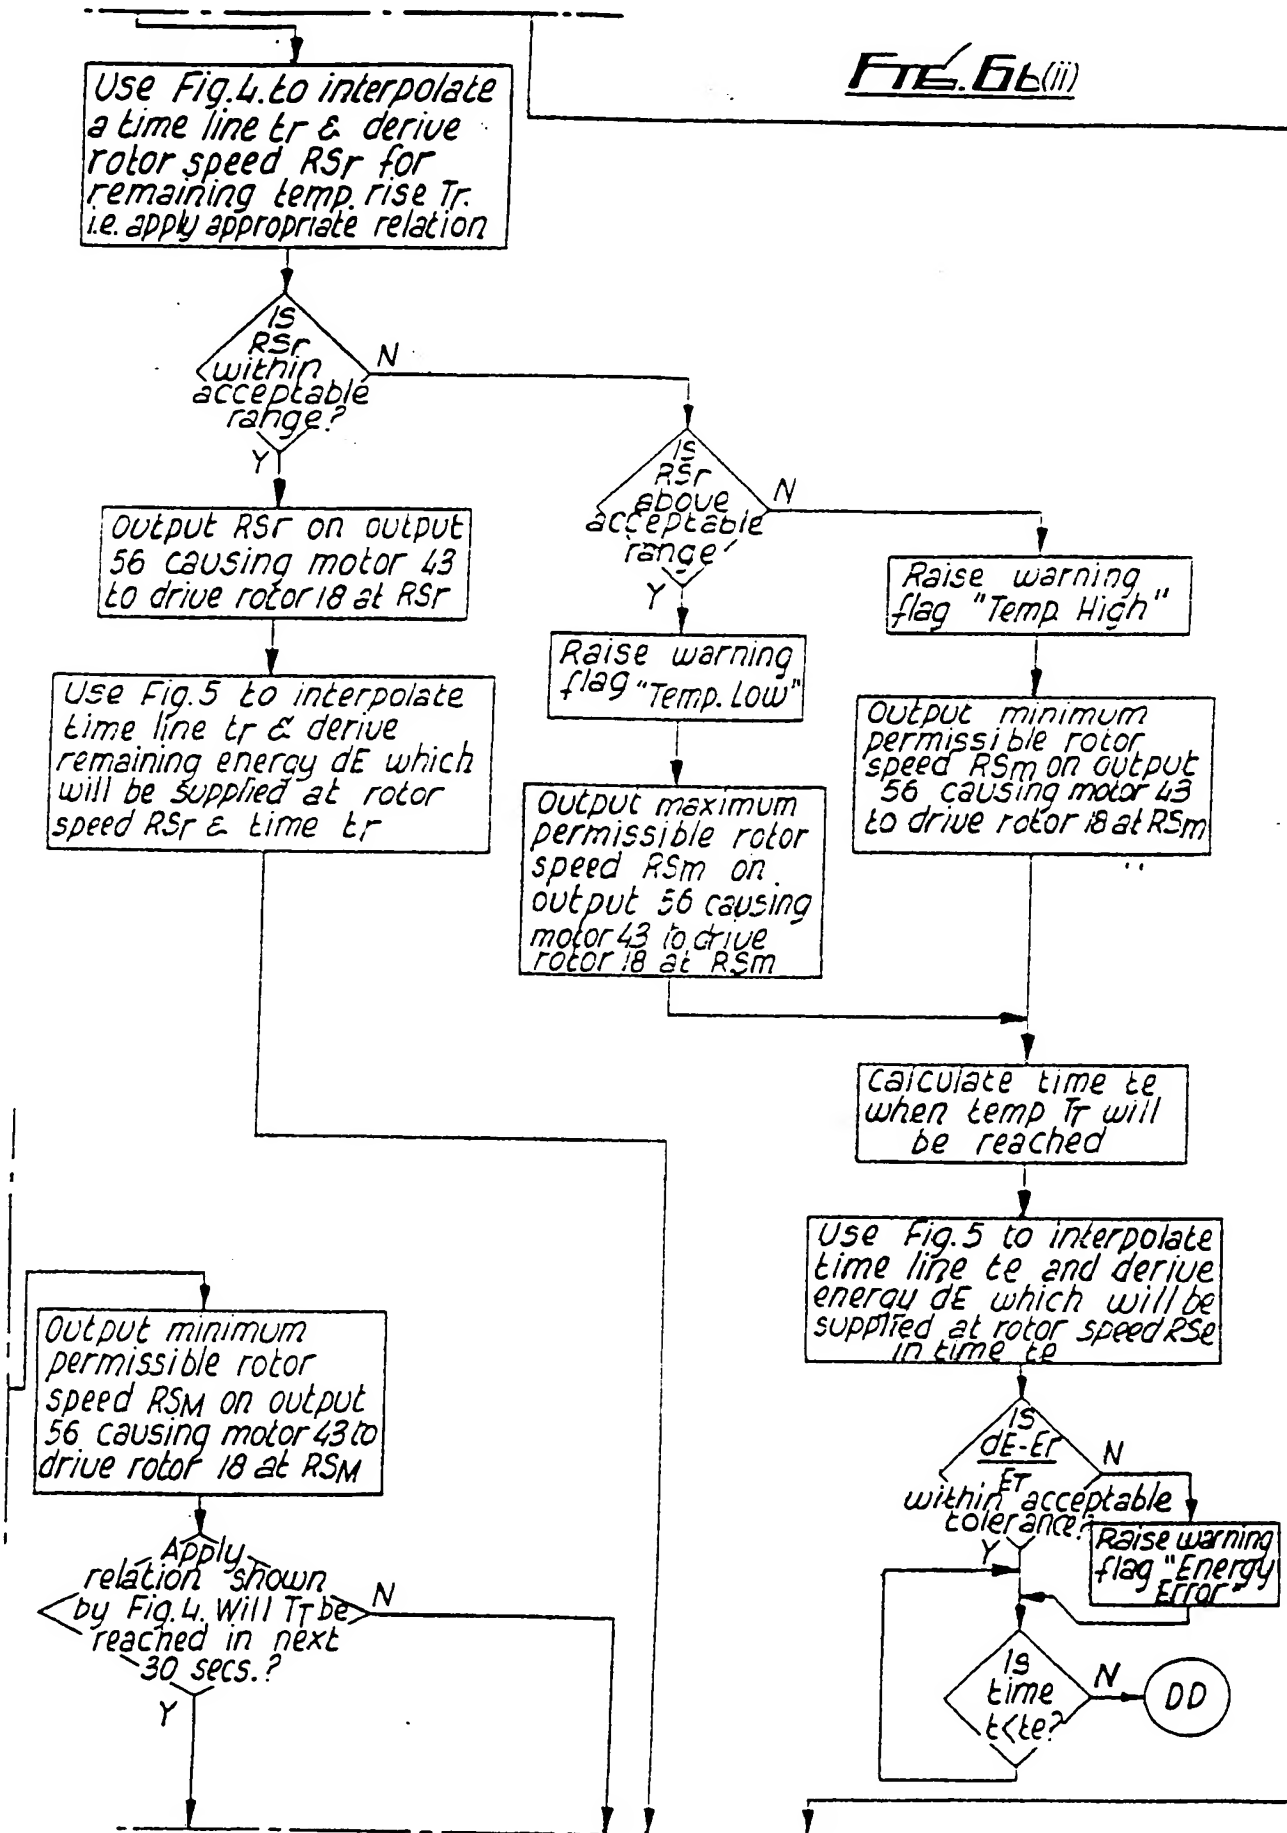 FIG. 6b(ii)
Use Fig.4. to interpolate
a time line tr & derive
rotor speed RSr for
remaining temp. rise Tr.
i.e. apply appropriate relation
Is
RSr
within
acceptable
range?
N
Y
Output RSr on output
56 causing motor 43
to drive rotor 18 at RSr
Use Fig.5 to interpolate
time line tr & derive
remaining energy dE which
will be supplied at rotor
speed RSr & time tr
Is
RSr
above
acceptable
range
N
Y
Raise warning
flag "Temp. Low"
Output maximum
permissible rotor
speed RSm on
output 56 causing
motor 43 to drive
rotor 18 at RSm
Raise warning
flag "Temp. High"
Output minimum
permissible rotor
speed RSm on output
56 causing motor 43
to drive rotor 18 at RSm
Calculate time te
when temp Tr will
be reached
Use Fig.5 to interpolate
time line te and derive
energy dE which will be
supplied at rotor speed RSe
in time te
Is
dE-Er
ET
within acceptable
tolerance?
N
Y
Raise warning
flag "Energy
Error"
Is
time
t<te?
N
DD
Output minimum
permissible rotor
speed RSM on output
56 causing motor 43 to
drive rotor 18 at RSM
Apply
relation shown
by Fig.4. Will TT be
reached in next
30 secs.?
N
Y